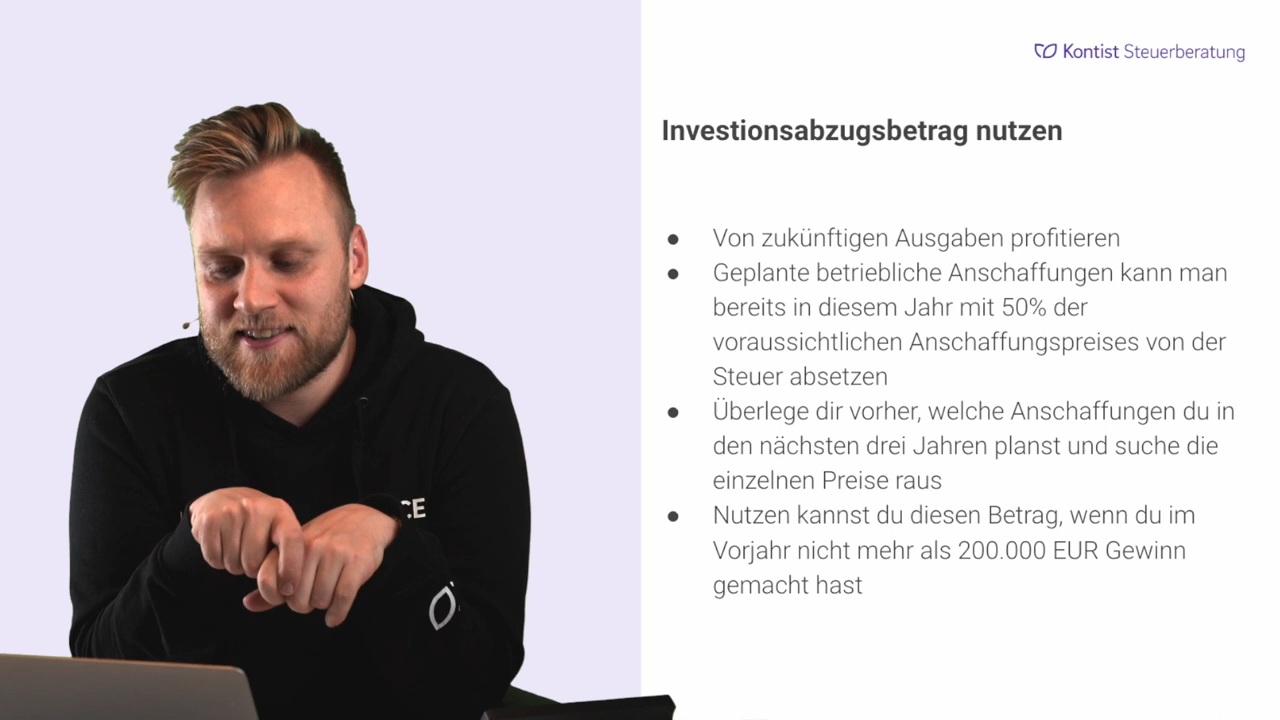 Kontist Steuerberatung
Investionsabzugsbetrag nutzen
● Von zukünftigen Ausgaben profitieren
● Geplante betriebliche Anschaffungen kann man
bereits in diesem Jahr mit 50% der
voraussichtlichen Anschaffungspreises von der
Steuer absetzen
● Überlege dir vorher, welche Anschaffungen du in
den nächsten drei Jahren planst und suche die
einzelnen Preise raus
● Nutzen kannst du diesen Betrag, wenn du im
Vorjahr nicht mehr als 200.000 EUR Gewinn
gemacht hast